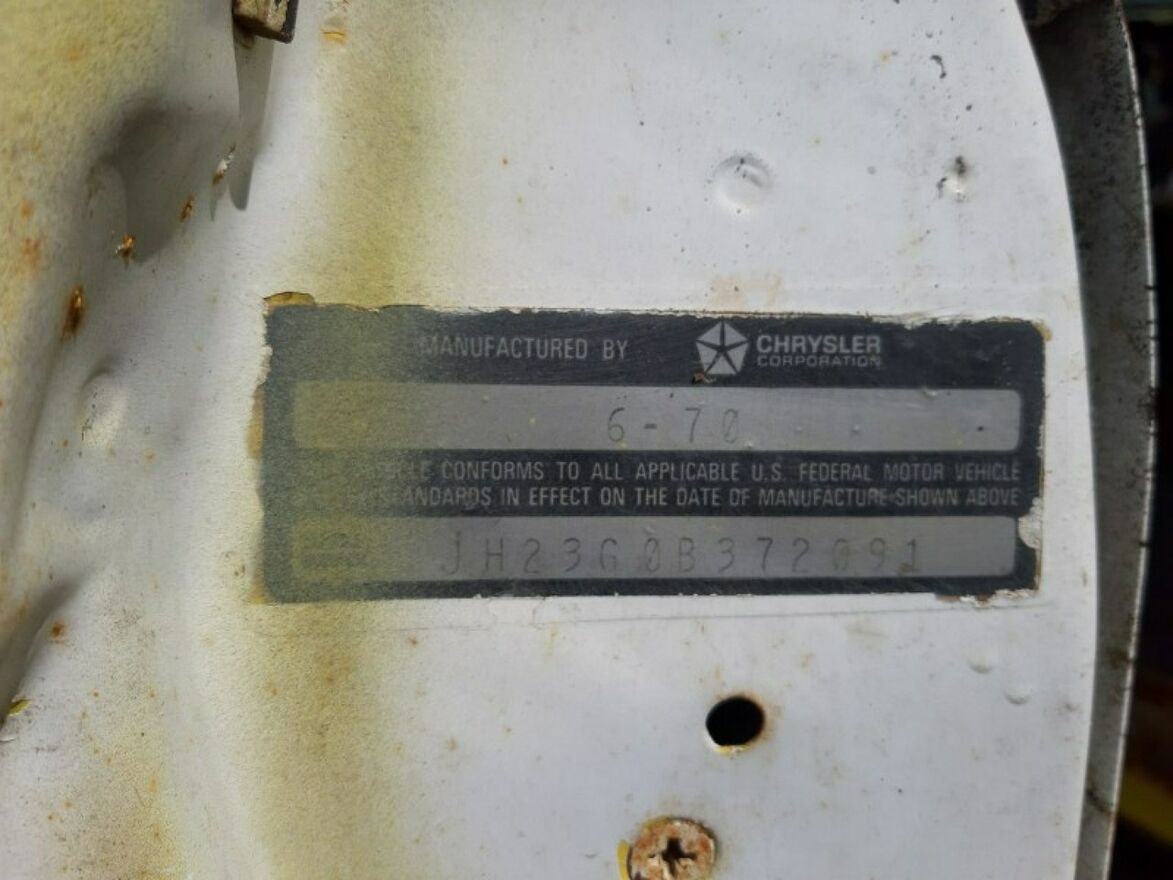 MANUFACTURED BY CHRYSLER CORPORATION
6-70
CONFORMS TO ALL APPLICABLE U.S. FEDERAL MOTOR VEHICLE
STANDARDS IN EFFECT ON THE DATE OF MANUFACTURE SHOWN ABOVE
JH23G0B372091